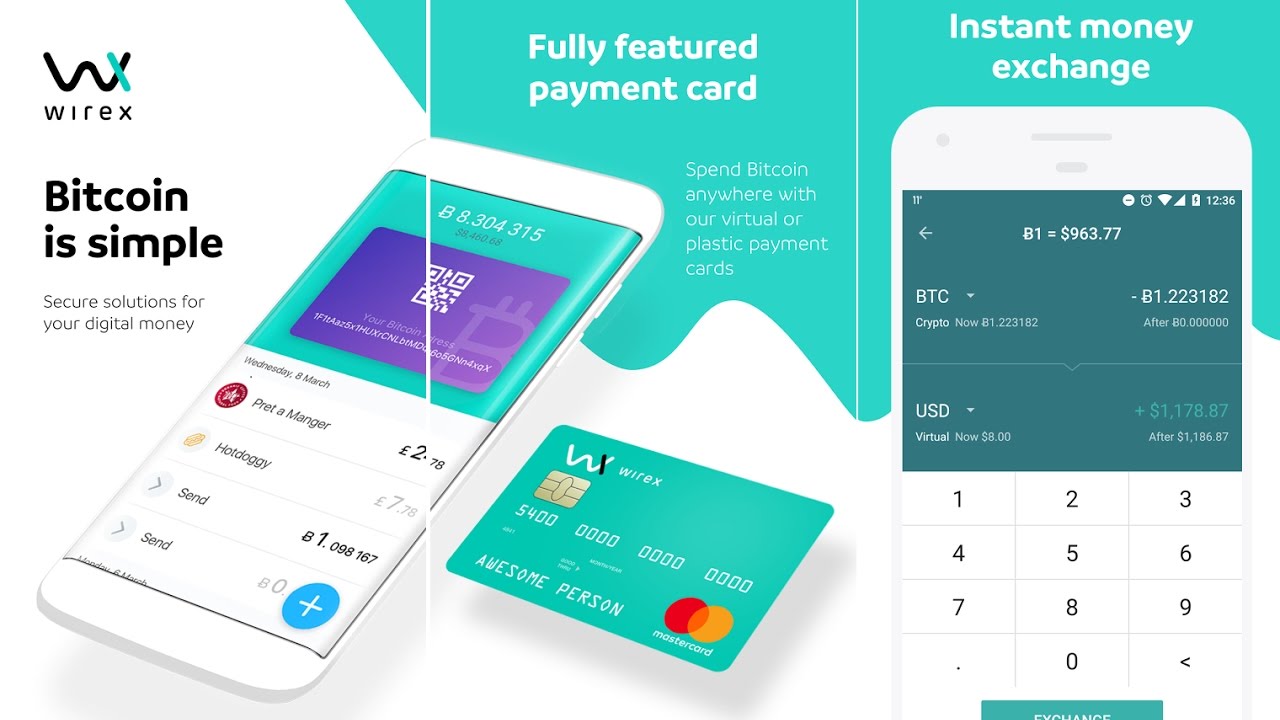 wirex
Bitcoin
is simple
Secure solutions for
your digital money
Ƀ 8.304 315
$8,460.68
Your Bitcoin
Wednesday, 8 March
Pret a Manger
£ 2.78
Hotdoggy
£ 7.78
Send
Ƀ 1.098 167
Send
Ƀ 0.
Monday, 6 March
+
Fully featured
payment card
Spend Bitcoin
anywhere with
our virtual or
plastic payment
cards
wirex
5400 0000 0000 0000
GOOD
THRU
MONTH/YEAR
AWESOME PERSON
mastercard
Instant money
exchange
11'
12:36
Ƀ1 = $963.77
BTC
- Ƀ1.223182
Crypto Now Ƀ1.223182
After Ƀ0.000000
USD
+ $1,178.87
Virtual Now $8.00
After $1,186.87
1 2 3
4 5 6
7 8 9
. 0 <
EXCHANGE